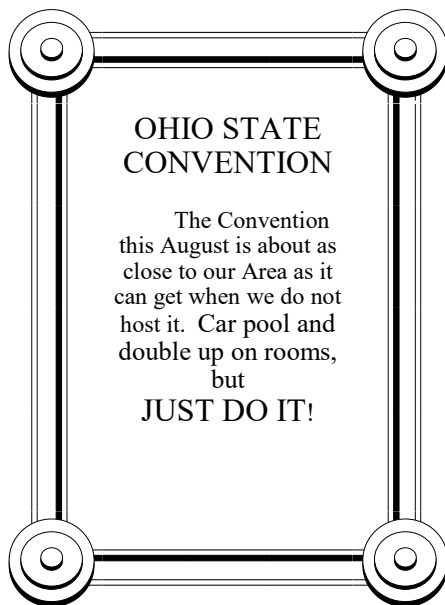 OHIO STATE
CONVENTION
The Convention
this August is about as
close to our Area as it
can get when we do not
host it.  Car pool and
double up on rooms,
but
JUST DO IT!